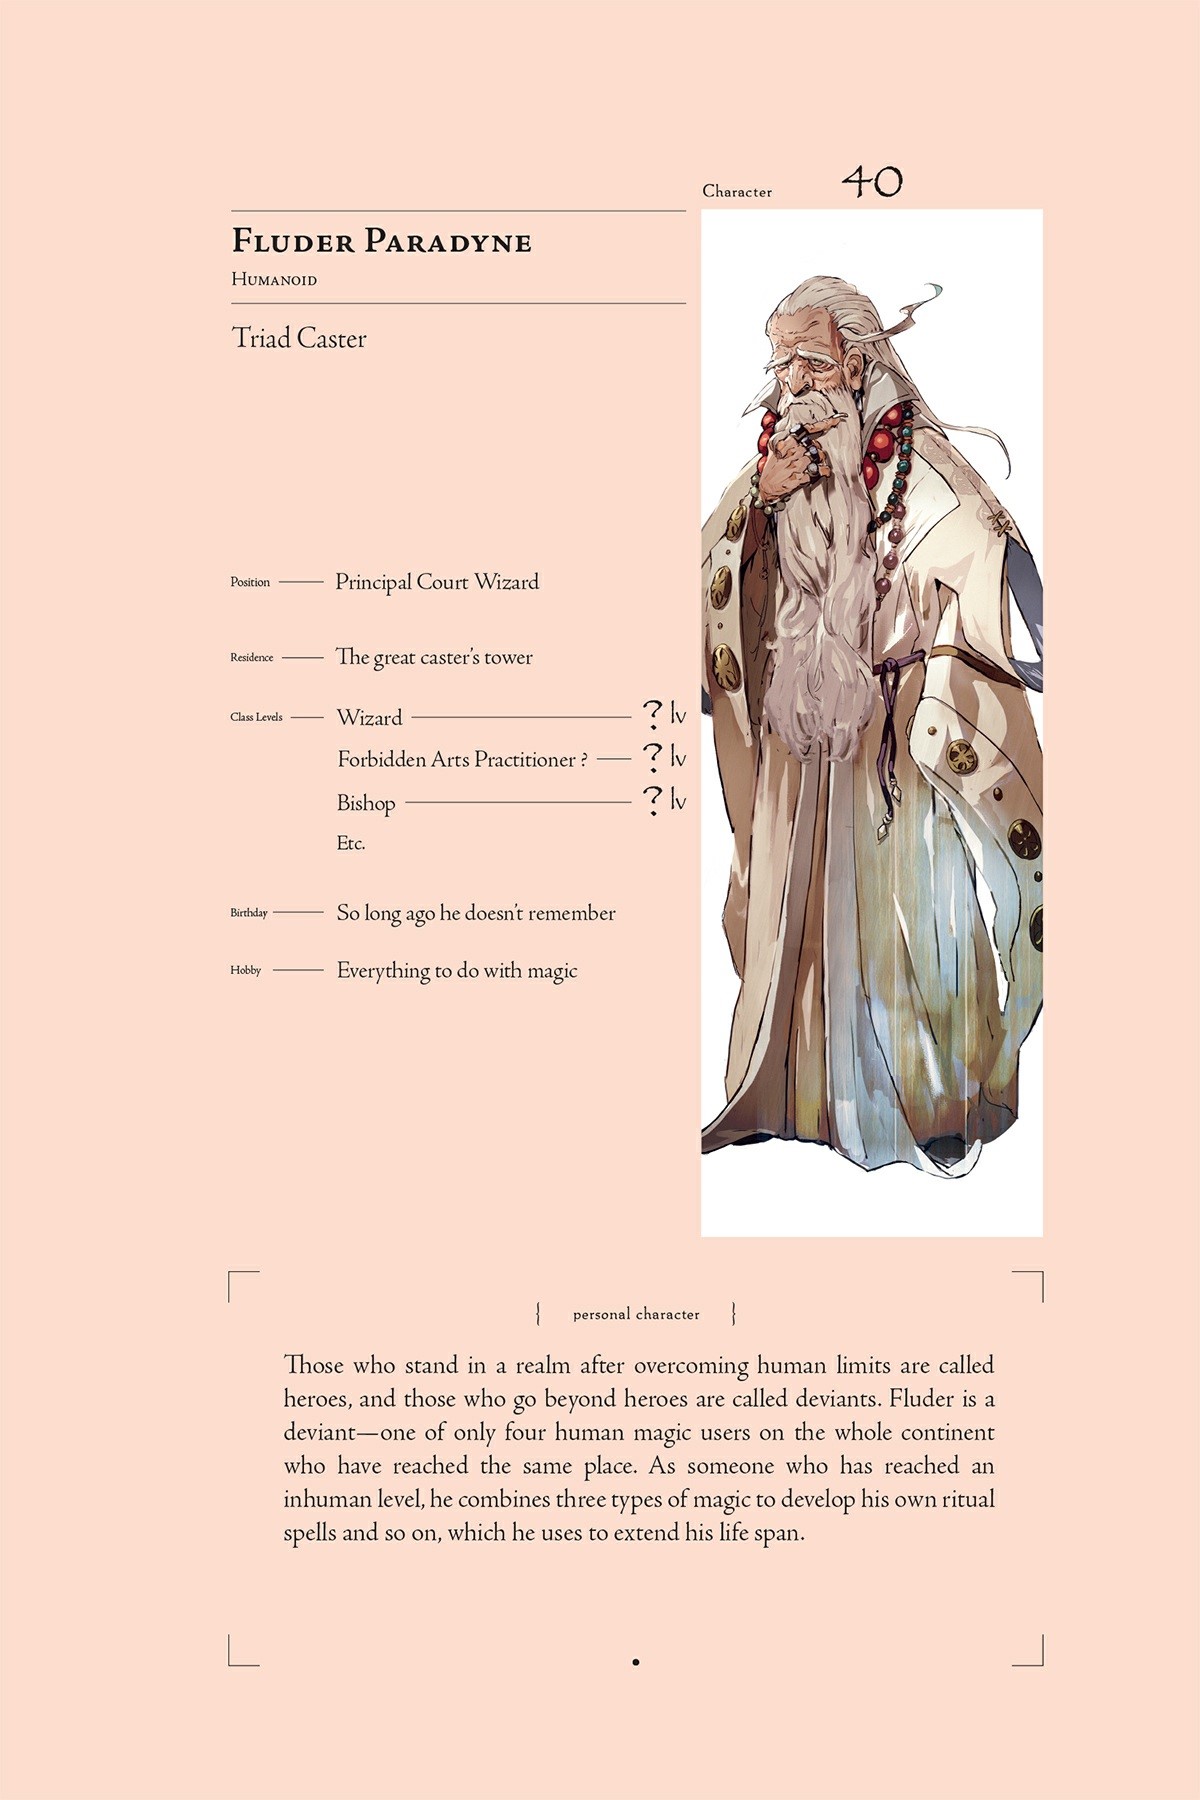 Character 40
Fluder Paradyne
Humanoid
Triad Caster
Position Principal Court Wizard
Residence The great caster's tower
Class Levels Wizard ? lv
Forbidden Arts Practitioner ? ? lv
Bishop ? lv
Etc.
Birthday So long ago he doesn't remember
Hobby Everything to do with magic
{ personal character }
Those who stand in a realm after overcoming human limits are called
heroes, and those who go beyond heroes are called deviants. Fluder is a
deviant—one of only four human magic users on the whole continent
who have reached the same place. As someone who has reached an
inhuman level, he combines three types of magic to develop his own ritual
spells and so on, which he uses to extend his life span.